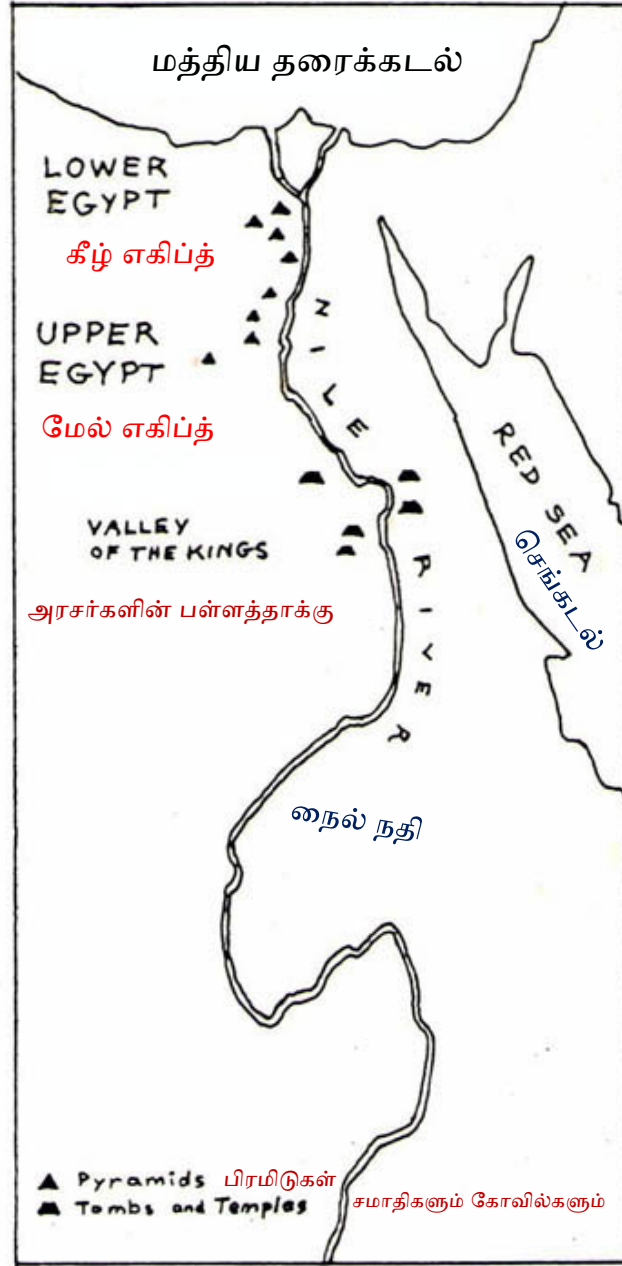 மத்திய தரைக்கடல்
LOWER
EGYPT
கீழ் எகிப்த்
UPPER
EGYPT
மேல் எகிப்த்
NILE RIVER
RED SEA
செங்கடல்
VALLEY
OF THE KINGS
அரசர்களின் பள்ளத்தாக்கு
நைல் நதி
Pyramids பிரமிடுகள்
Tombs and Temples சமாதிகளும் கோவில்களும்